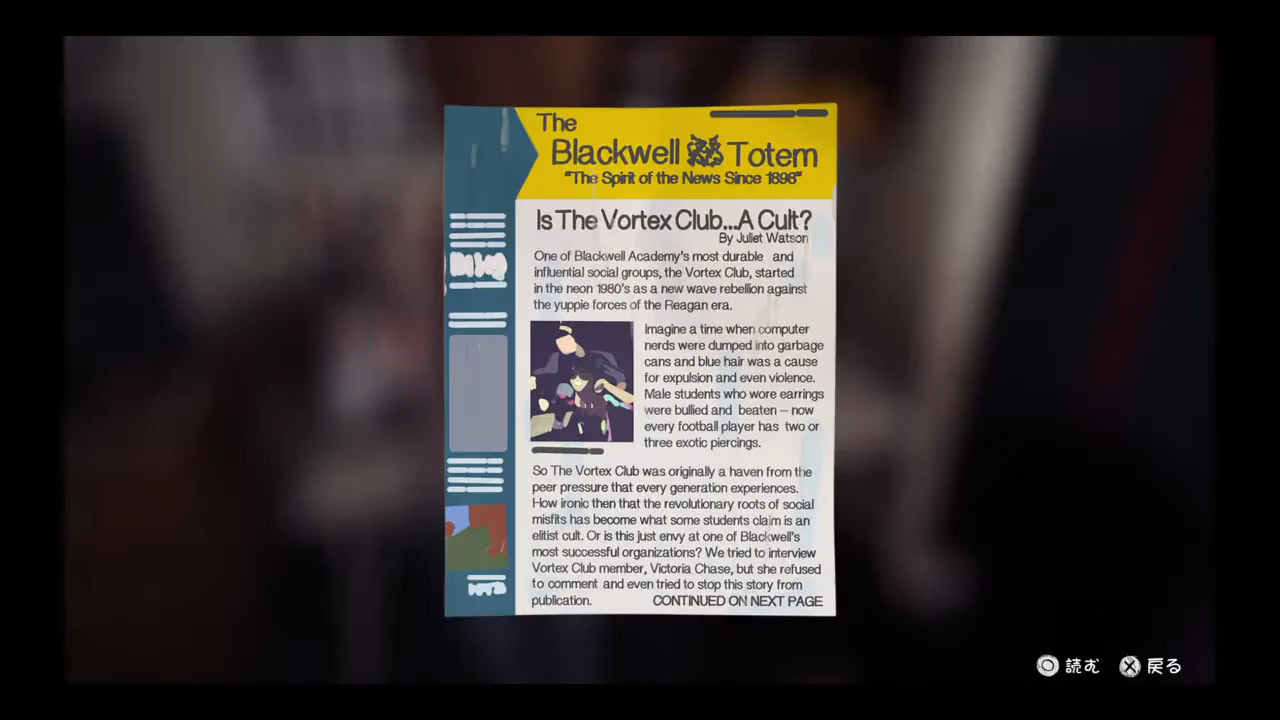 The
Blackwell Totem
"The Spirit of the News Since 1898"
Is The Vortex Club...A Cult?
By Juliet Watson
One of Blackwell Academy's most durable and
influential social groups, the Vortex Club, started
in the neon 1980's as a new wave rebellion against
the yuppie forces of the Reagan era.
Imagine a time when computer
nerds were dumped into garbage
cans and blue hair was a cause
for expulsion and even violence.
Male students who wore earrings
were bullied and beaten – now
every football player has two or
three exotic piercings.
So The Vortex Club was originally a haven from the
peer pressure that every generation experiences.
How ironic then that the revolutionary roots of social
misfits has become what some students claim is an
elitist cult. Or is this just envy at one of Blackwell's
most successful organizations? We tried to interview
Vortex Club member, Victoria Chase, but she refused
to comment and even tried to stop this story from
publication. CONTINUED ON NEXT PAGE
読む 戻る